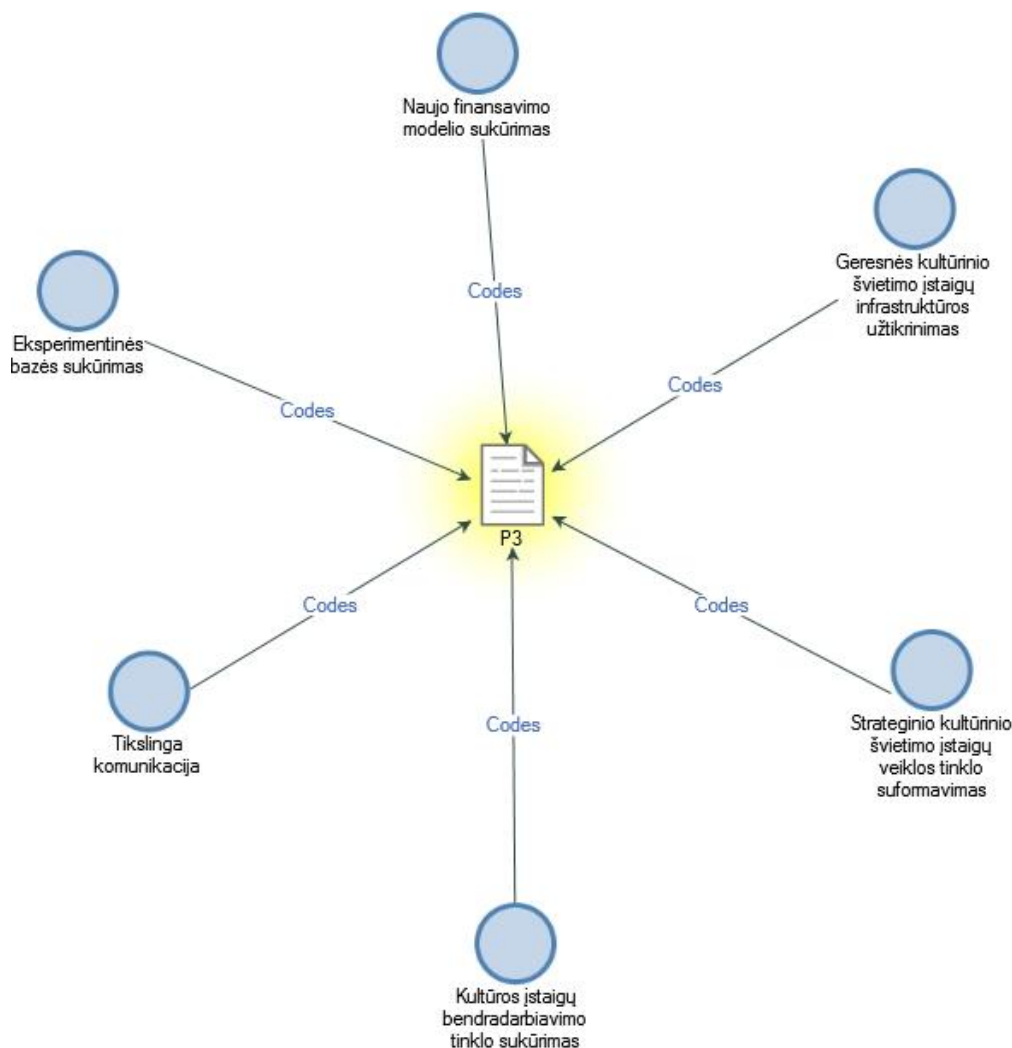 Naujo finansavimo
modelio sukūrimas
Geresnės kultūrinio
švietimo įstaigų
infrastruktūros
užtikrinimas
Codes
Eksperimentinės
bazės sukūrimas
Codes
Codes
P3
Codes
Codes
Tikslinga
komunikacija
Codes
Strateginio kultūrinio
švietimo įstaigų
veiklos tinklo
suformavimas
Kultūros įstaigų
bendradarbiavimo
tinklo sukūrimas